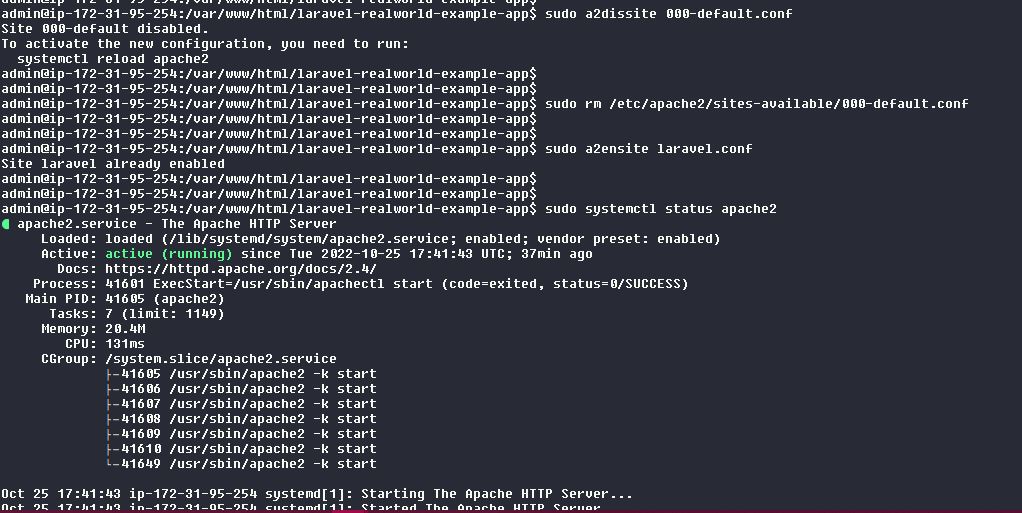 admin@ip-172-31-95-254:/var/www/html/laravel-realworld-example-app$
admin@ip-172-31-95-254:/var/www/html/laravel-realworld-example-app$ sudo a2dissite 000-default.conf
Site 000-default disabled.
To activate the new configuration, you need to run:
  systemctl reload apache2
admin@ip-172-31-95-254:/var/www/html/laravel-realworld-example-app$
admin@ip-172-31-95-254:/var/www/html/laravel-realworld-example-app$
admin@ip-172-31-95-254:/var/www/html/laravel-realworld-example-app$ sudo rm /etc/apache2/sites-available/000-default.conf
admin@ip-172-31-95-254:/var/www/html/laravel-realworld-example-app$
admin@ip-172-31-95-254:/var/www/html/laravel-realworld-example-app$
admin@ip-172-31-95-254:/var/www/html/laravel-realworld-example-app$ sudo a2ensite laravel.conf
Site laravel already enabled
admin@ip-172-31-95-254:/var/www/html/laravel-realworld-example-app$
admin@ip-172-31-95-254:/var/www/html/laravel-realworld-example-app$
admin@ip-172-31-95-254:/var/www/html/laravel-realworld-example-app$ sudo systemctl status apache2
● apache2.service - The Apache HTTP Server
     Loaded: loaded (/lib/systemd/system/apache2.service; enabled; vendor preset: enabled)
     Active: active (running) since Tue 2022-10-25 17:41:43 UTC; 37min ago
       Docs: https://httpd.apache.org/docs/2.4/
    Process: 41601 ExecStart=/usr/sbin/apachectl start (code=exited, status=0/SUCCESS)
   Main PID: 41605 (apache2)
      Tasks: 7 (limit: 1149)
     Memory: 20.4M
        CPU: 131ms
     CGroup: /system.slice/apache2.service
             ├─41605 /usr/sbin/apache2 -k start
             ├─41606 /usr/sbin/apache2 -k start
             ├─41607 /usr/sbin/apache2 -k start
             ├─41608 /usr/sbin/apache2 -k start
             ├─41609 /usr/sbin/apache2 -k start
             ├─41610 /usr/sbin/apache2 -k start
             └─41649 /usr/sbin/apache2 -k start
Oct 25 17:41:43 ip-172-31-95-254 systemd[1]: Starting The Apache HTTP Server...
Oct 25 17:41:43 ip-172-31-95-254 systemd[1]: Started The Apache HTTP Server